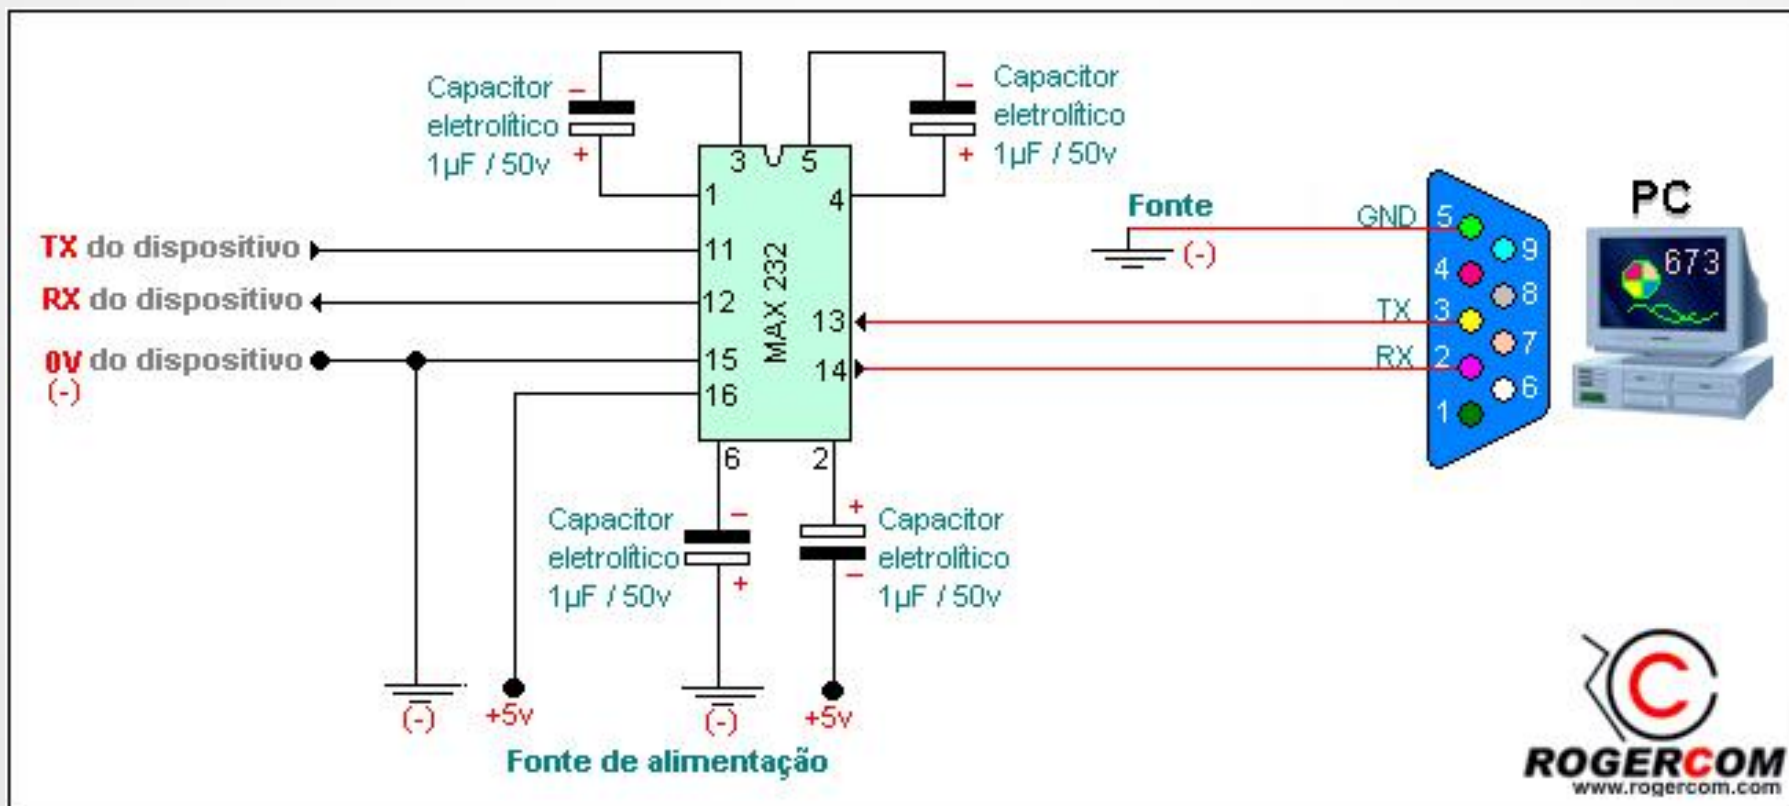 Capacitor
eletrolítico
1µF / 50v
–
+
–
+
Capacitor
eletrolítico
1µF / 50v
3
5
1
4
TX do dispositivo
11
RX do dispositivo
12
0V do dispositivo
(-)
15
16
MAX 232
13
14
6
2
Fonte
(-)
GND
TX
RX
5
4
3
2
1
9
8
7
6
PC
673
Capacitor
eletrolítico
1µF / 50v
–
+
+
–
Capacitor
eletrolítico
1µF / 50v
(-)
+5v
(-)
+5v
Fonte de alimentação
C
ROGERCOM
www.rogercom.com